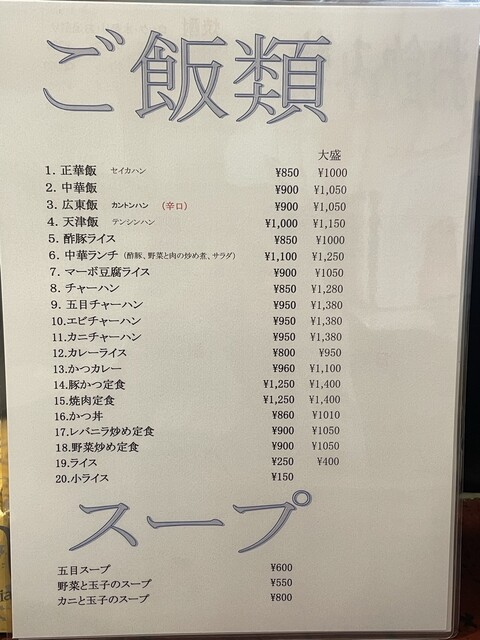 ご飯類
大盛
1. 正華飯 セイカハン ¥850 ¥1000
2. 中華飯 ¥900 ¥1,050
3. 広東飯 カントンハン (辛口) ¥900 ¥1,050
4. 天津飯 テンシンハン ¥1,000 ¥1,150
5. 酢豚ライス ¥850 ¥1000
6. 中華ランチ (酢豚、野菜と肉の炒め煮、サラダ) ¥1,100 ¥1,250
7. マーボ豆腐ライス ¥900 ¥1050
8. チャーハン ¥850 ¥1,280
9. 五目チャーハン ¥950 ¥1,380
10.エビチャーハン ¥950 ¥1,380
11.カニチャーハン ¥950 ¥1,380
12.カレーライス ¥800 ¥950
13.かつカレー ¥960 ¥1,100
14.豚かつ定食 ¥1,250 ¥1,400
15.焼肉定食 ¥1,250 ¥1,400
16.かつ丼 ¥860 ¥1010
17.レバニラ炒め定食 ¥900 ¥1050
18.野菜炒め定食 ¥900 ¥1050
19.ライス ¥250 ¥400
20.小ライス ¥150
スープ
五目スープ ¥600
野菜と玉子のスープ ¥550
カニと玉子のスープ ¥800